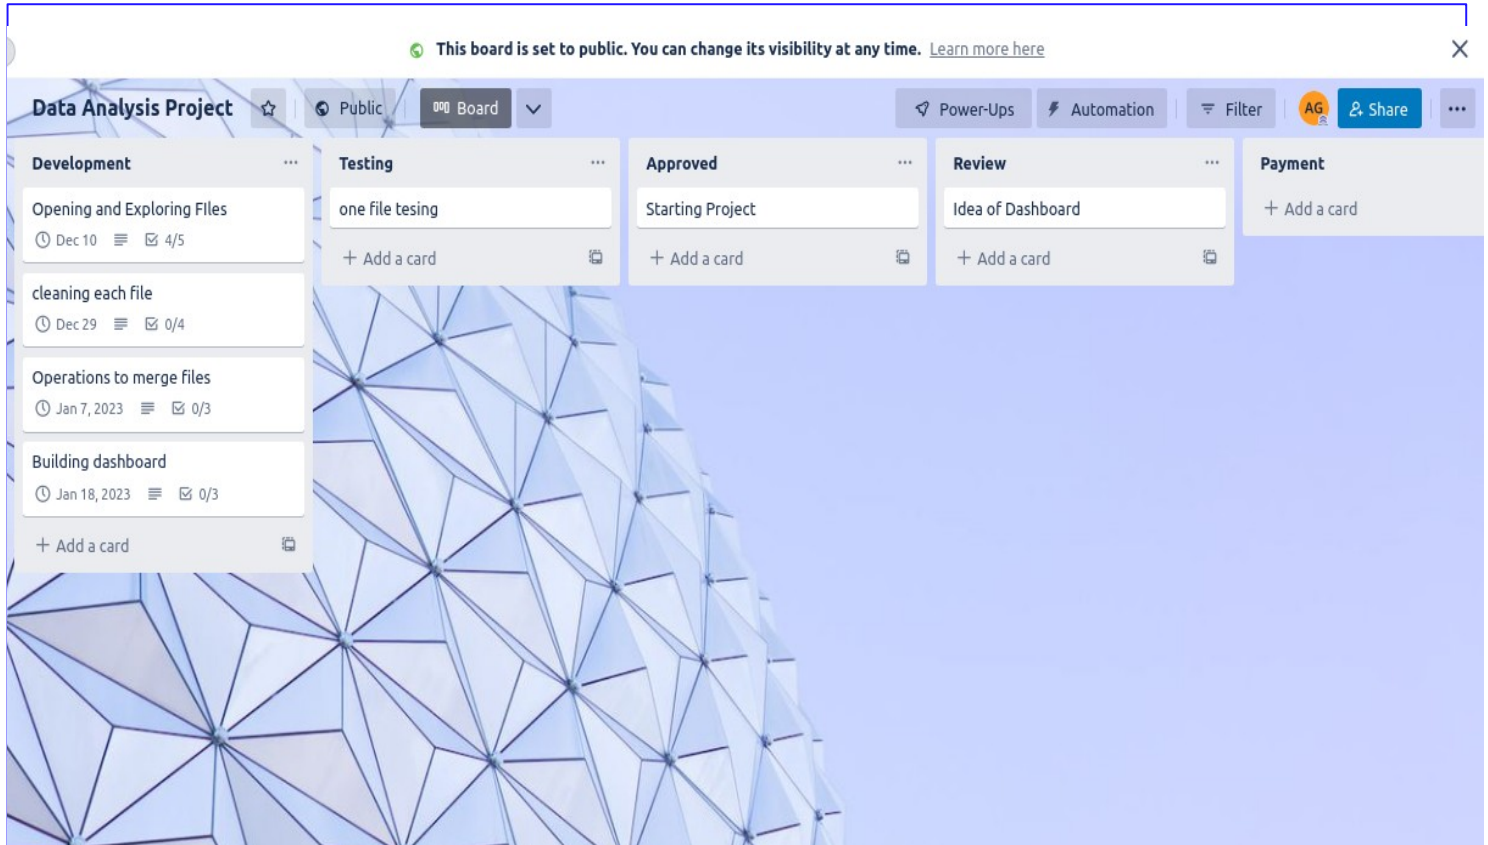 This board is set to public. You can change its visibility at any time. Learn more here
Data Analysis Project
Public
Board
Power-Ups
Automation
Filter
AG
Share
Development
Opening and Exploring FIles
Dec 10
4/5
cleaning each file
Dec 29
0/4
Operations to merge files
Jan 7, 2023
0/3
Building dashboard
Jan 18, 2023
0/3
+ Add a card
Testing
one file tesing
+ Add a card
Approved
Starting Project
+ Add a card
Review
Idea of Dashboard
+ Add a card
Payment
+ Add a card